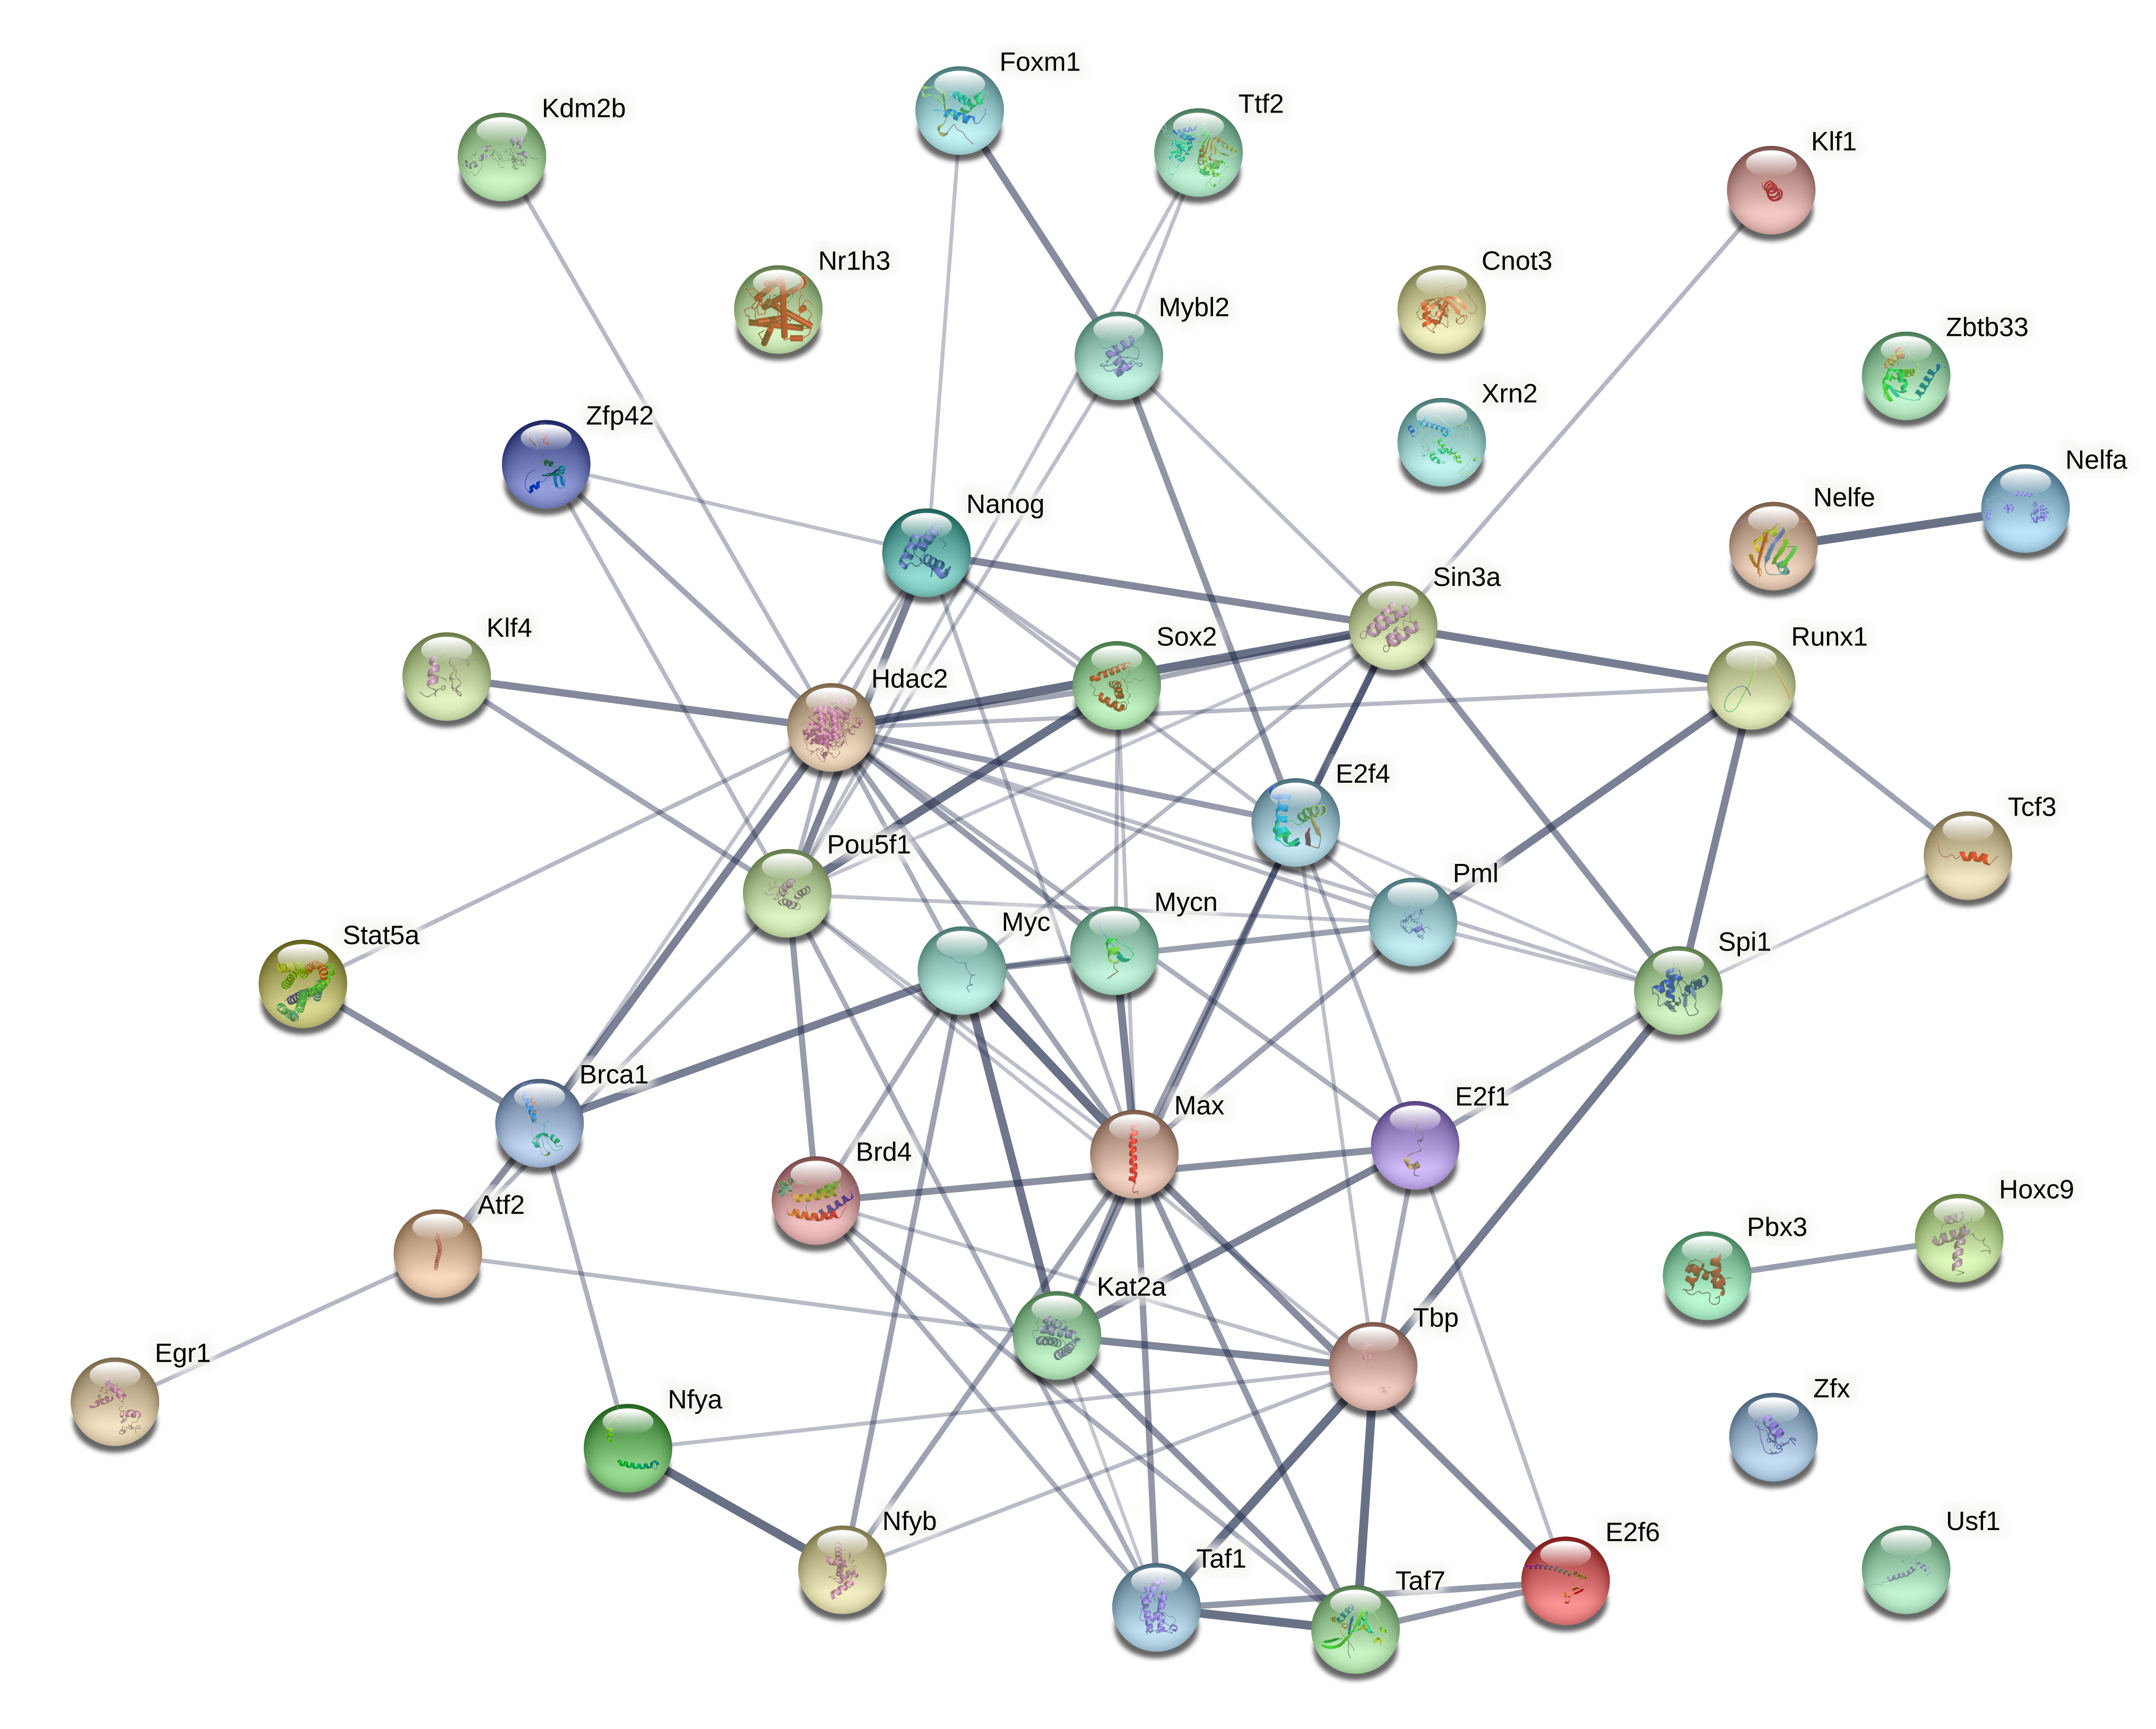 Foxm1
Ttf2
Kdm2b
Klf1
Nr1h3
Cnot3
Mybl2
Zbtb33
Xrn2
Zfp42
Nelfa
Nelfe
Nanog
Sin3a
Klf4
Sox2
Runx1
Hdac2
E2f4
Tcf3
Pou5f1
Pml
Mycn
Myc
Stat5a
Spi1
Brca1
E2f1
Max
Brd4
Hoxc9
Atf2
Pbx3
Kat2a
Tbp
Egr1
Zfx
Nfya
Nfyb
Usf1
E2f6
Taf1
Taf7